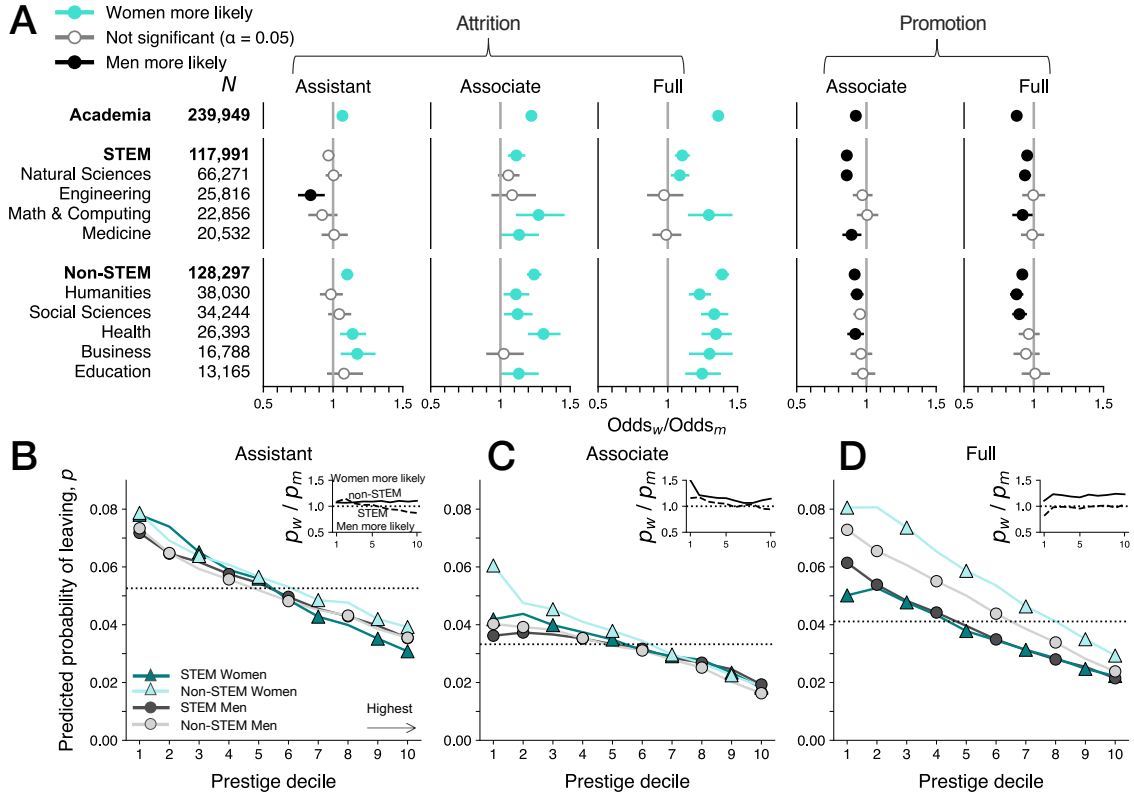 A
Women more likely
Not significant (α = 0.05)
Men more likely
Attrition
Promotion
N
Assistant
Associate
Full
Associate
Full
Academia 239,949
STEM 117,991
Natural Sciences 66,271
Engineering 25,816
Math & Computing 22,856
Medicine 20,532
Non-STEM 128,297
Humanities 38,030
Social Sciences 34,244
Health 26,393
Business 16,788
Education 13,165
0.5 1 1.5 0.5 1 1.5 0.5 1 1.5 0.5 1 1.5
Odds_w/Odds_m
B
Assistant
Predicted probability of leaving, p
0.08
0.06
0.04
0.02
0.00
1 2 3 4 5 6 7 8 9 10
Prestige decile
p_w / p_m
1.5
1.0
0.5
1 5 10
Women more likely
non-STEM
STEM
Men more likely
STEM Women
Non-STEM Women
STEM Men
Non-STEM Men
Highest
C
Associate
0.08
0.06
0.04
0.02
0.00
1 2 3 4 5 6 7 8 9 10
Prestige decile
p_w / p_m
1.5
1.0
0.5
1 5 10
D
Full
0.08
0.06
0.04
0.02
0.00
1 2 3 4 5 6 7 8 9 10
Prestige decile
p_w / p_m
1.5
1.0
0.5
1 5 10